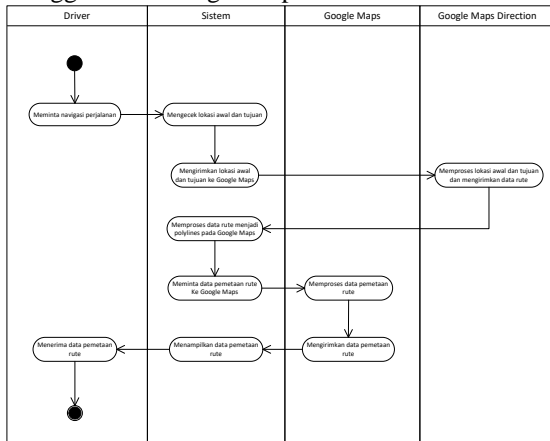 Driver
Sistem
Google Maps
Google Maps Direction
Meminta navigasi perjalanan
Mengecek lokasi awal dan tujuan
Mengirimkan lokasi awal
dan tujuan ke Google Maps
Memproses lokasi awal dan tujuan
dan mengirimkan data rute
Memproses data rute menjadi
polylines pada Google Maps
Meminta data pemetaan rute
Ke Google Maps
Memproses data pemetaan
rute
Mengirimkan data pemetaan
rute
Menampilkan data pemetaan
rute
Menerima data pemetaan
rute